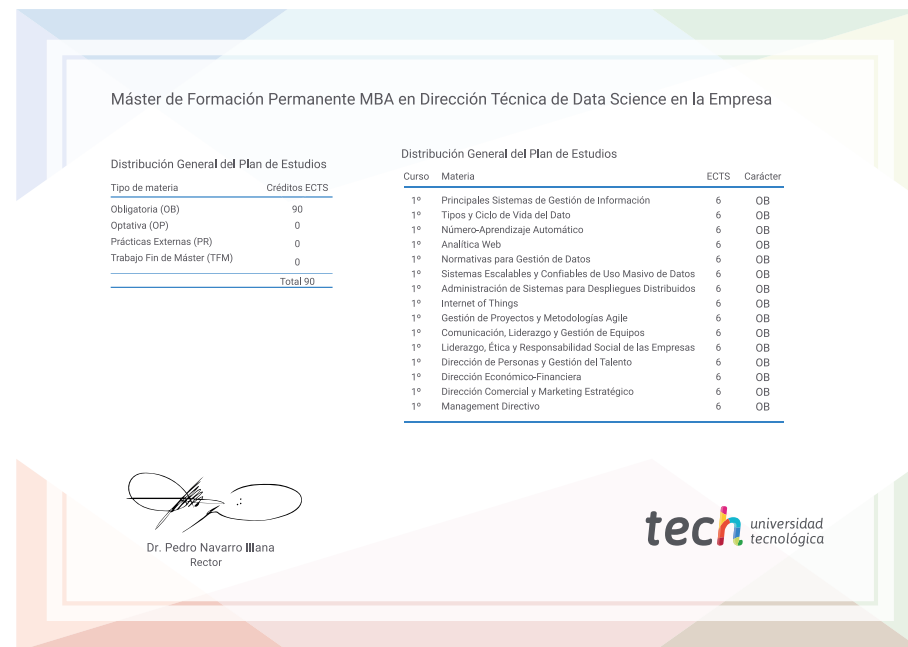 Máster de Formación Permanente MBA en Dirección Técnica de Data Science en la Empresa
Distribución General del Plan de Estudios
Tipo de materia Créditos ECTS
Obligatoria (OB) 90
Optativa (OP) 0
Prácticas Externas (PR) 0
Trabajo Fin de Máster (TFM) 0
Total 90
Distribución General del Plan de Estudios
Curso Materia ECTS Carácter
1º Principales Sistemas de Gestión de Información 6 OB
1º Tipos y Ciclo de Vida del Dato 6 OB
1º Número-Aprendizaje Automático 6 OB
1º Analítica Web 6 OB
1º Normativas para Gestión de Datos 6 OB
1º Sistemas Escalables y Confiables de Uso Masivo de Datos 6 OB
1º Administración de Sistemas para Despliegues Distribuidos 6 OB
1º Internet of Things 6 OB
1º Gestión de Proyectos y Metodologías Agile 6 OB
1º Comunicación, Liderazgo y Gestión de Equipos 6 OB
1º Liderazgo, Ética y Responsabilidad Social de las Empresas 6 OB
1º Dirección de Personas y Gestión del Talento 6 OB
1º Dirección Económico-Financiera 6 OB
1º Dirección Comercial y Marketing Estratégico 6 OB
1º Management Directivo 6 OB
Dr. Pedro Navarro Illana
Rector
tech universidad
tecnológica